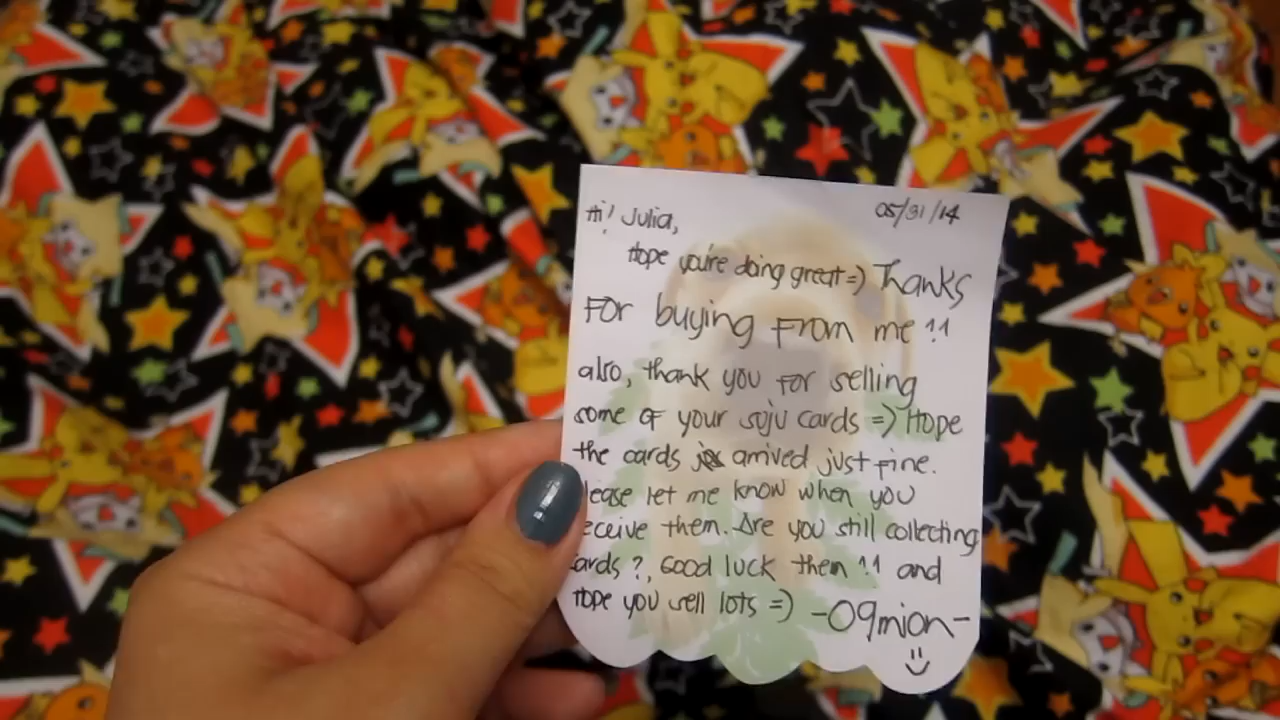 Hi! Julia,
05/31/14
Hope you're doing great =) Thanks
For buying from me ^^
also, thank you for selling
some of your suju cards =) Hope
the cards arrived just fine.
lease let me know when you
eceive them. Are you still collecting
ards ?, Good luck then ^^ and
Hope you sell lots =) -09mion-